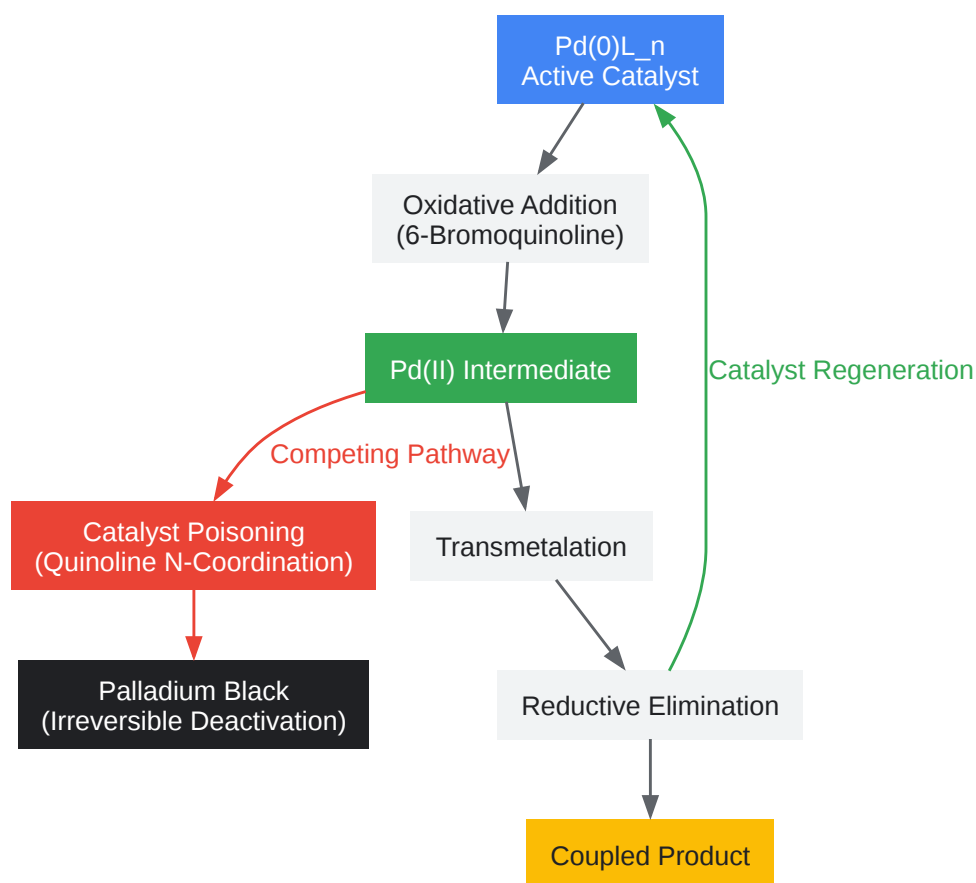 Pd(0)L_n
Active Catalyst
Oxidative Addition
(6-Bromoquinoline)
Pd(II) Intermediate
Catalyst Regeneration
Competing Pathway
Catalyst Poisoning
(Quinoline N-Coordination)
Transmetalation
Palladium Black
(Irreversible Deactivation)
Reductive Elimination
Coupled Product